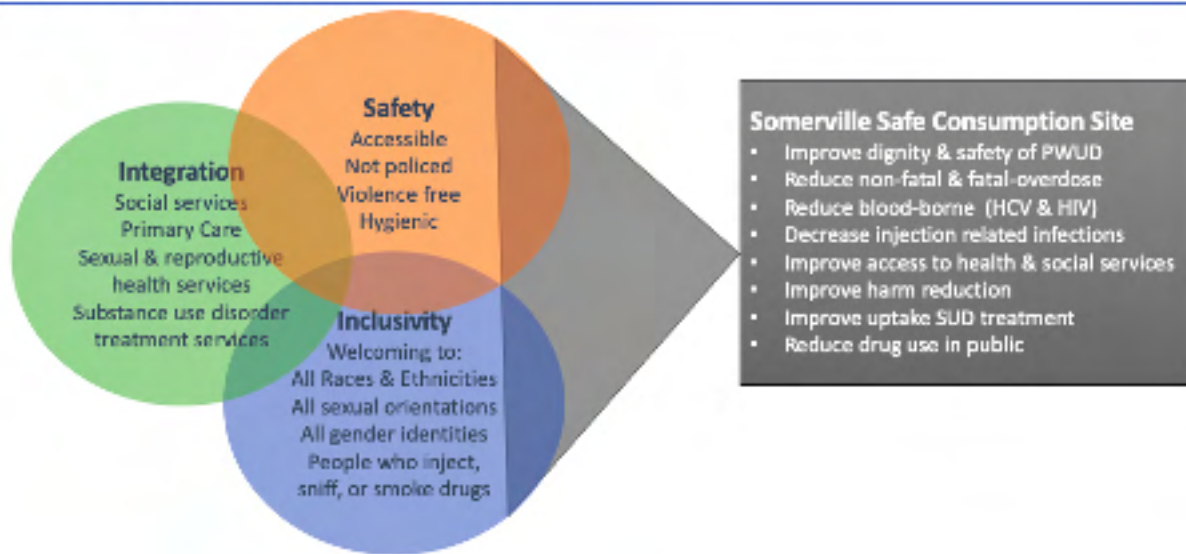 Integration
Social services
Primary Care
Sexual & reproductive
health services
Substance use disorder
treatment services
Safety
Accessible
Not policed
Violence free
Hygienic
Inclusivity
Welcoming to:
All Races & Ethnicities
All sexual orientations
All gender identities
People who inject,
sniff, or smoke drugs
Somerville Safe Consumption Site
• Improve dignity & safety of PWUD
• Reduce non-fatal & fatal-overdose
• Reduce blood-borne (HCV & HIV)
• Decrease injection related infections
• Improve access to health & social services
• Improve harm reduction
• Improve uptake SUD treatment
• Reduce drug use in public